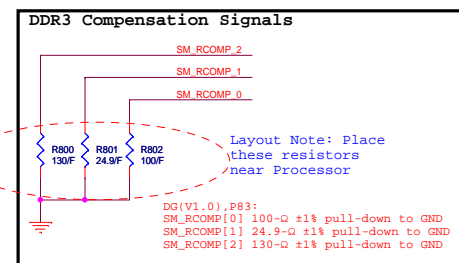 DDR3 Compensation Signals
SM_RCOMP_2
SM_RCOMP_1
SM_RCOMP_0
R800
130/F
R801
24.9/F
R802
100/F
Layout Note: Place
these resistors
near Processor
DG(V1.0),P83:
SM_RCOMP[0] 100-Ω ±1% pull-down to GND
SM_RCOMP[1] 24.9-Ω ±1% pull-down to GND
SM_RCOMP[2] 130-Ω ±1% pull-down to GND